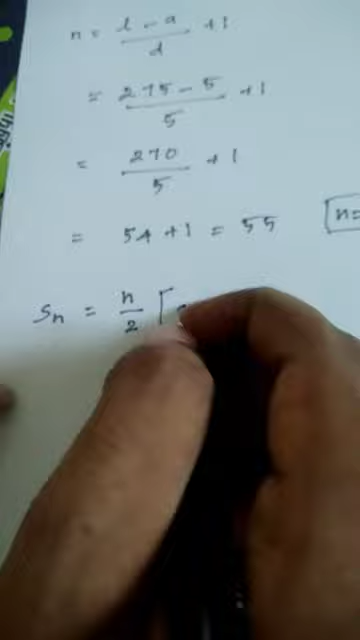 n = l - a / d + 1
= 275 - 5 / 5 + 1
= 270 / 5 + 1
= 54 + 1 = 55
n =
Sn = n / 2 [